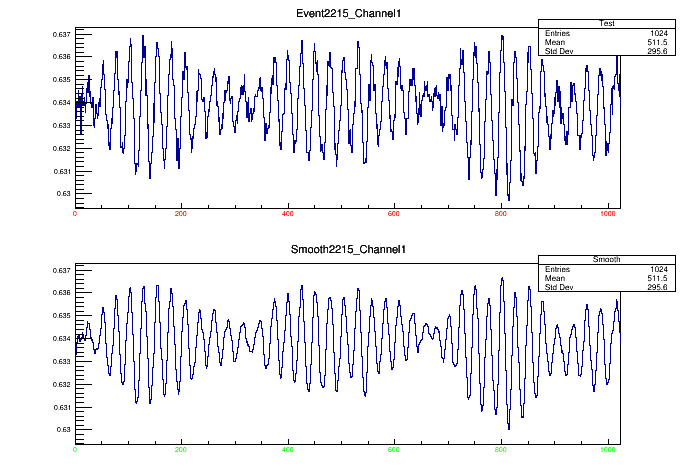 Event2215_Channel1
Test
Entries 1024
Mean 511.5
Std Dev 295.6
0.637
0.636
0.635
0.634
0.633
0.632
0.631
0.63
0 200 400 600 800 1000
Smooth2215_Channel1
Smooth
Entries 1024
Mean 511.5
Std Dev 295.6
0.637
0.636
0.635
0.634
0.633
0.632
0.631
0.63
0 200 400 600 800 1000